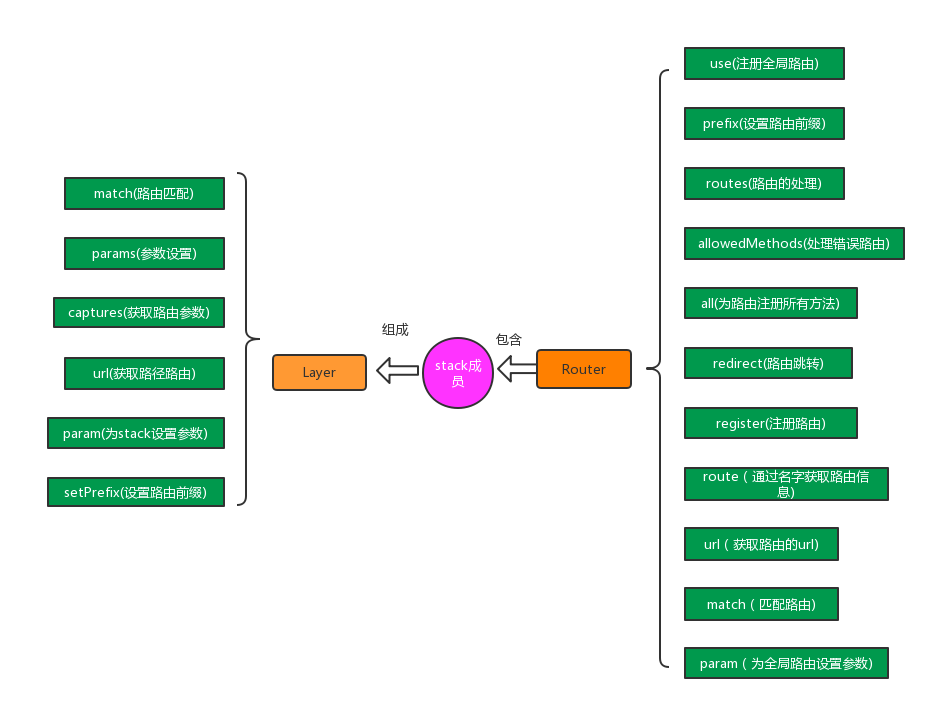 match(路由匹配)
params(参数设置)
captures(获取路由参数)
url(获取路径路由)
param(为stack设置参数)
setPrefix(设置路由前缀)
Layer
组成
stack成
员
包含
Router
use(注册全局路由)
prefix(设置路由前缀)
routes(路由的处理)
allowedMethods(处理错误路由)
all(为路由注册所有方法)
redirect(路由跳转)
register(注册路由)
route（通过名字获取路由信
息)
url（获取路由的url)
match（匹配路由)
param（为全局路由设置参数)